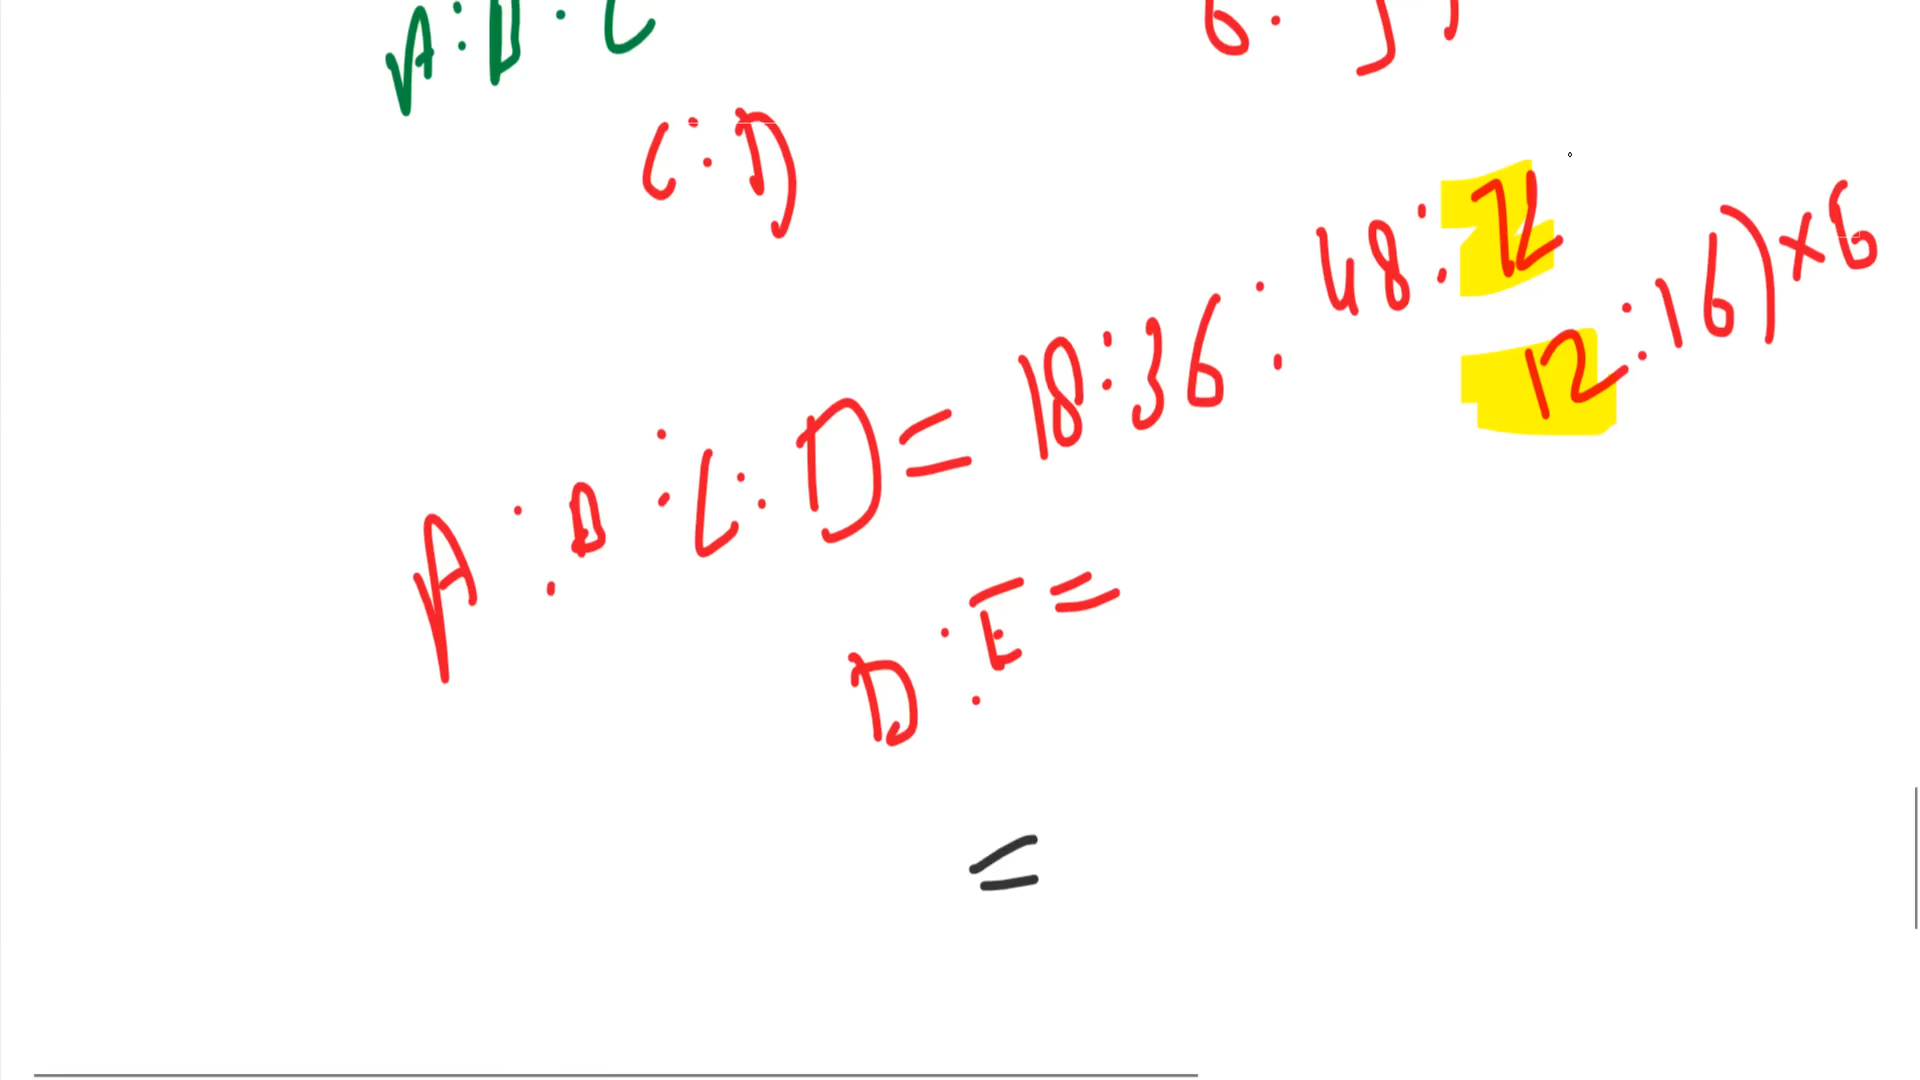 A : B : C
C : D
A : B : C : D = 18 : 36 : 48 : 72
12 : 16) × 6
D : E =
=